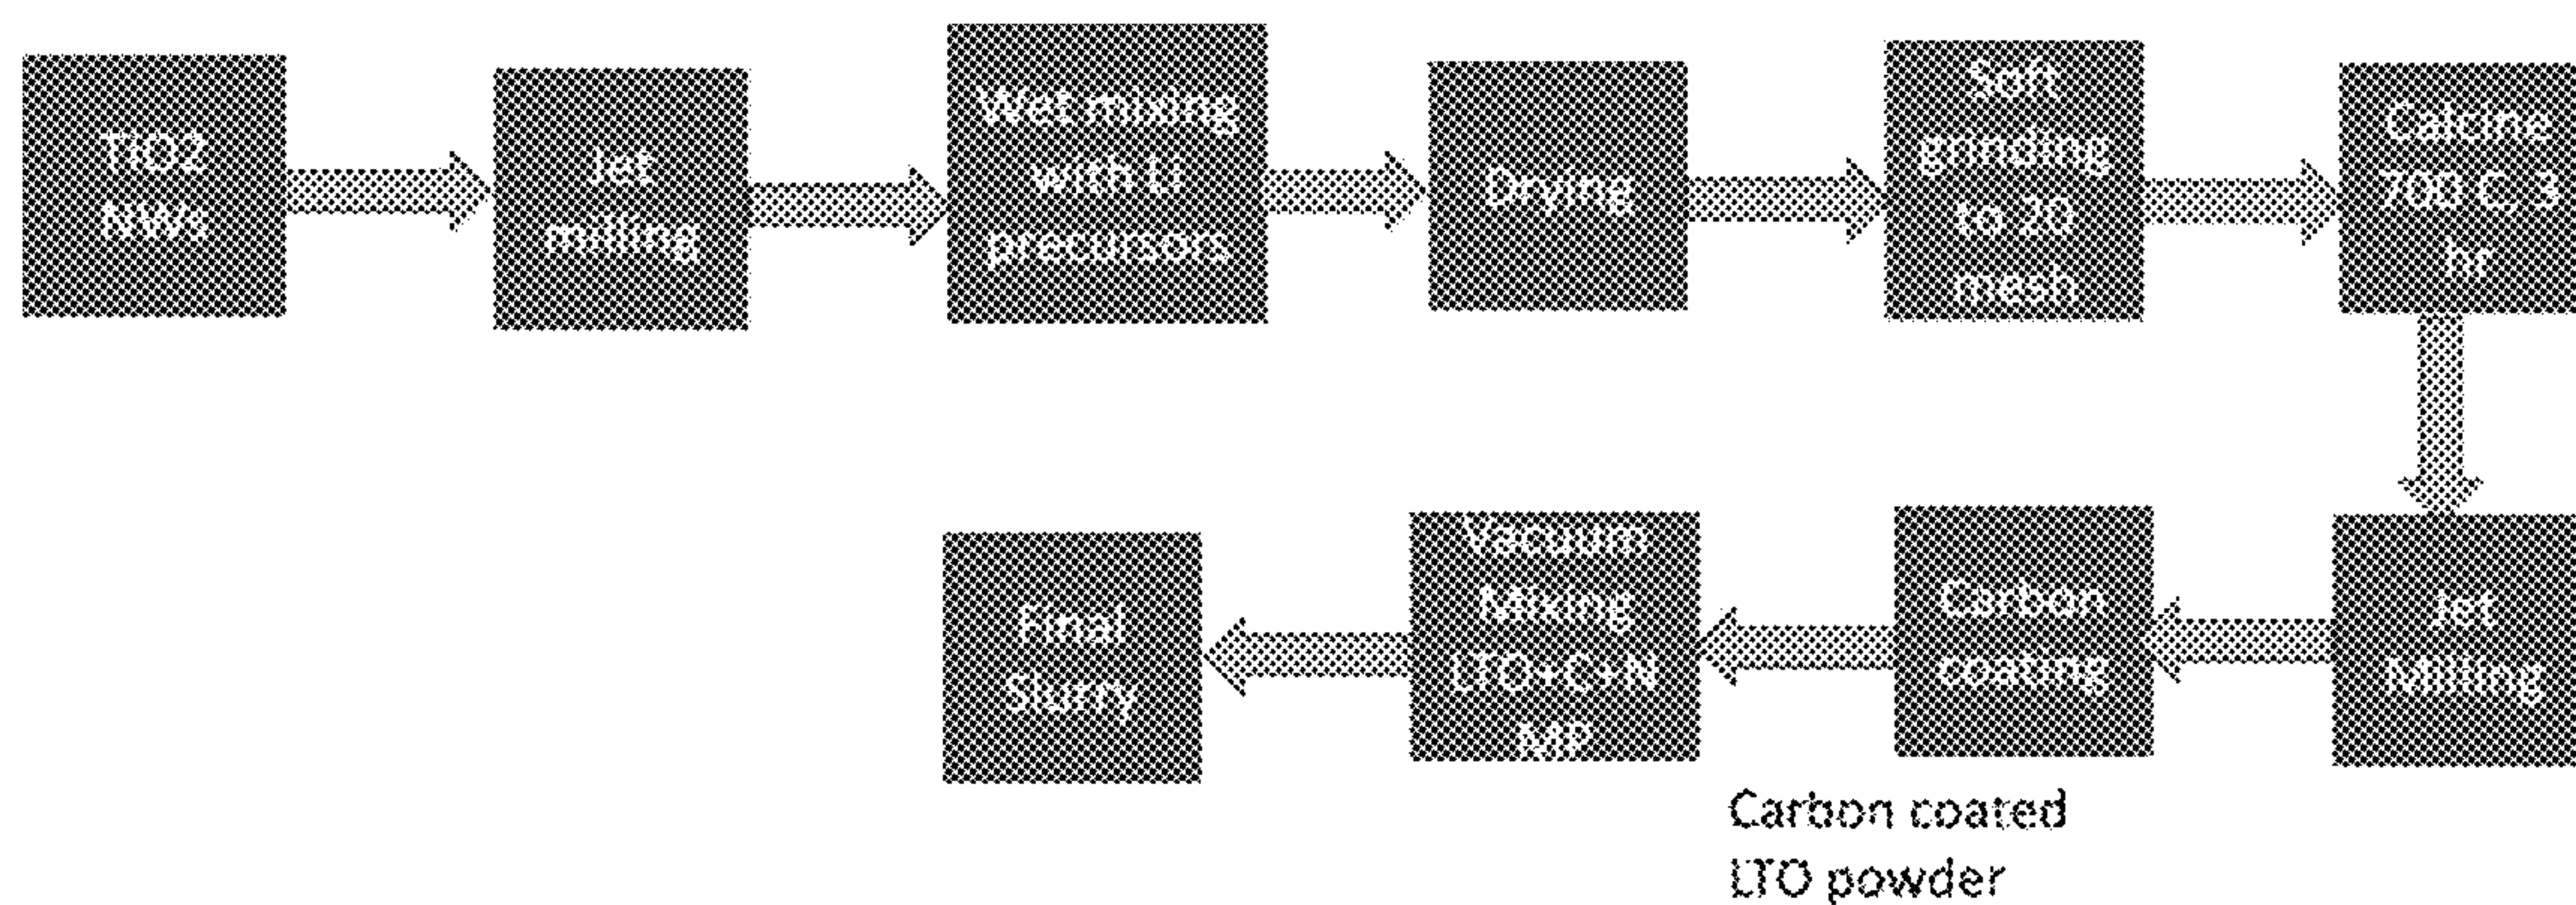 TiO2
NWs
Jet
milling
Wet mixing
with Li
precursors
Drying
Soft
grinding
to 20
mesh
Calcine
700 C, 3
hr
Jet
Milling
Carbon
coating
Vacuum
Mixing
LTO+C+N
MP
Final
Slurry
Carbon coated
LTO powder